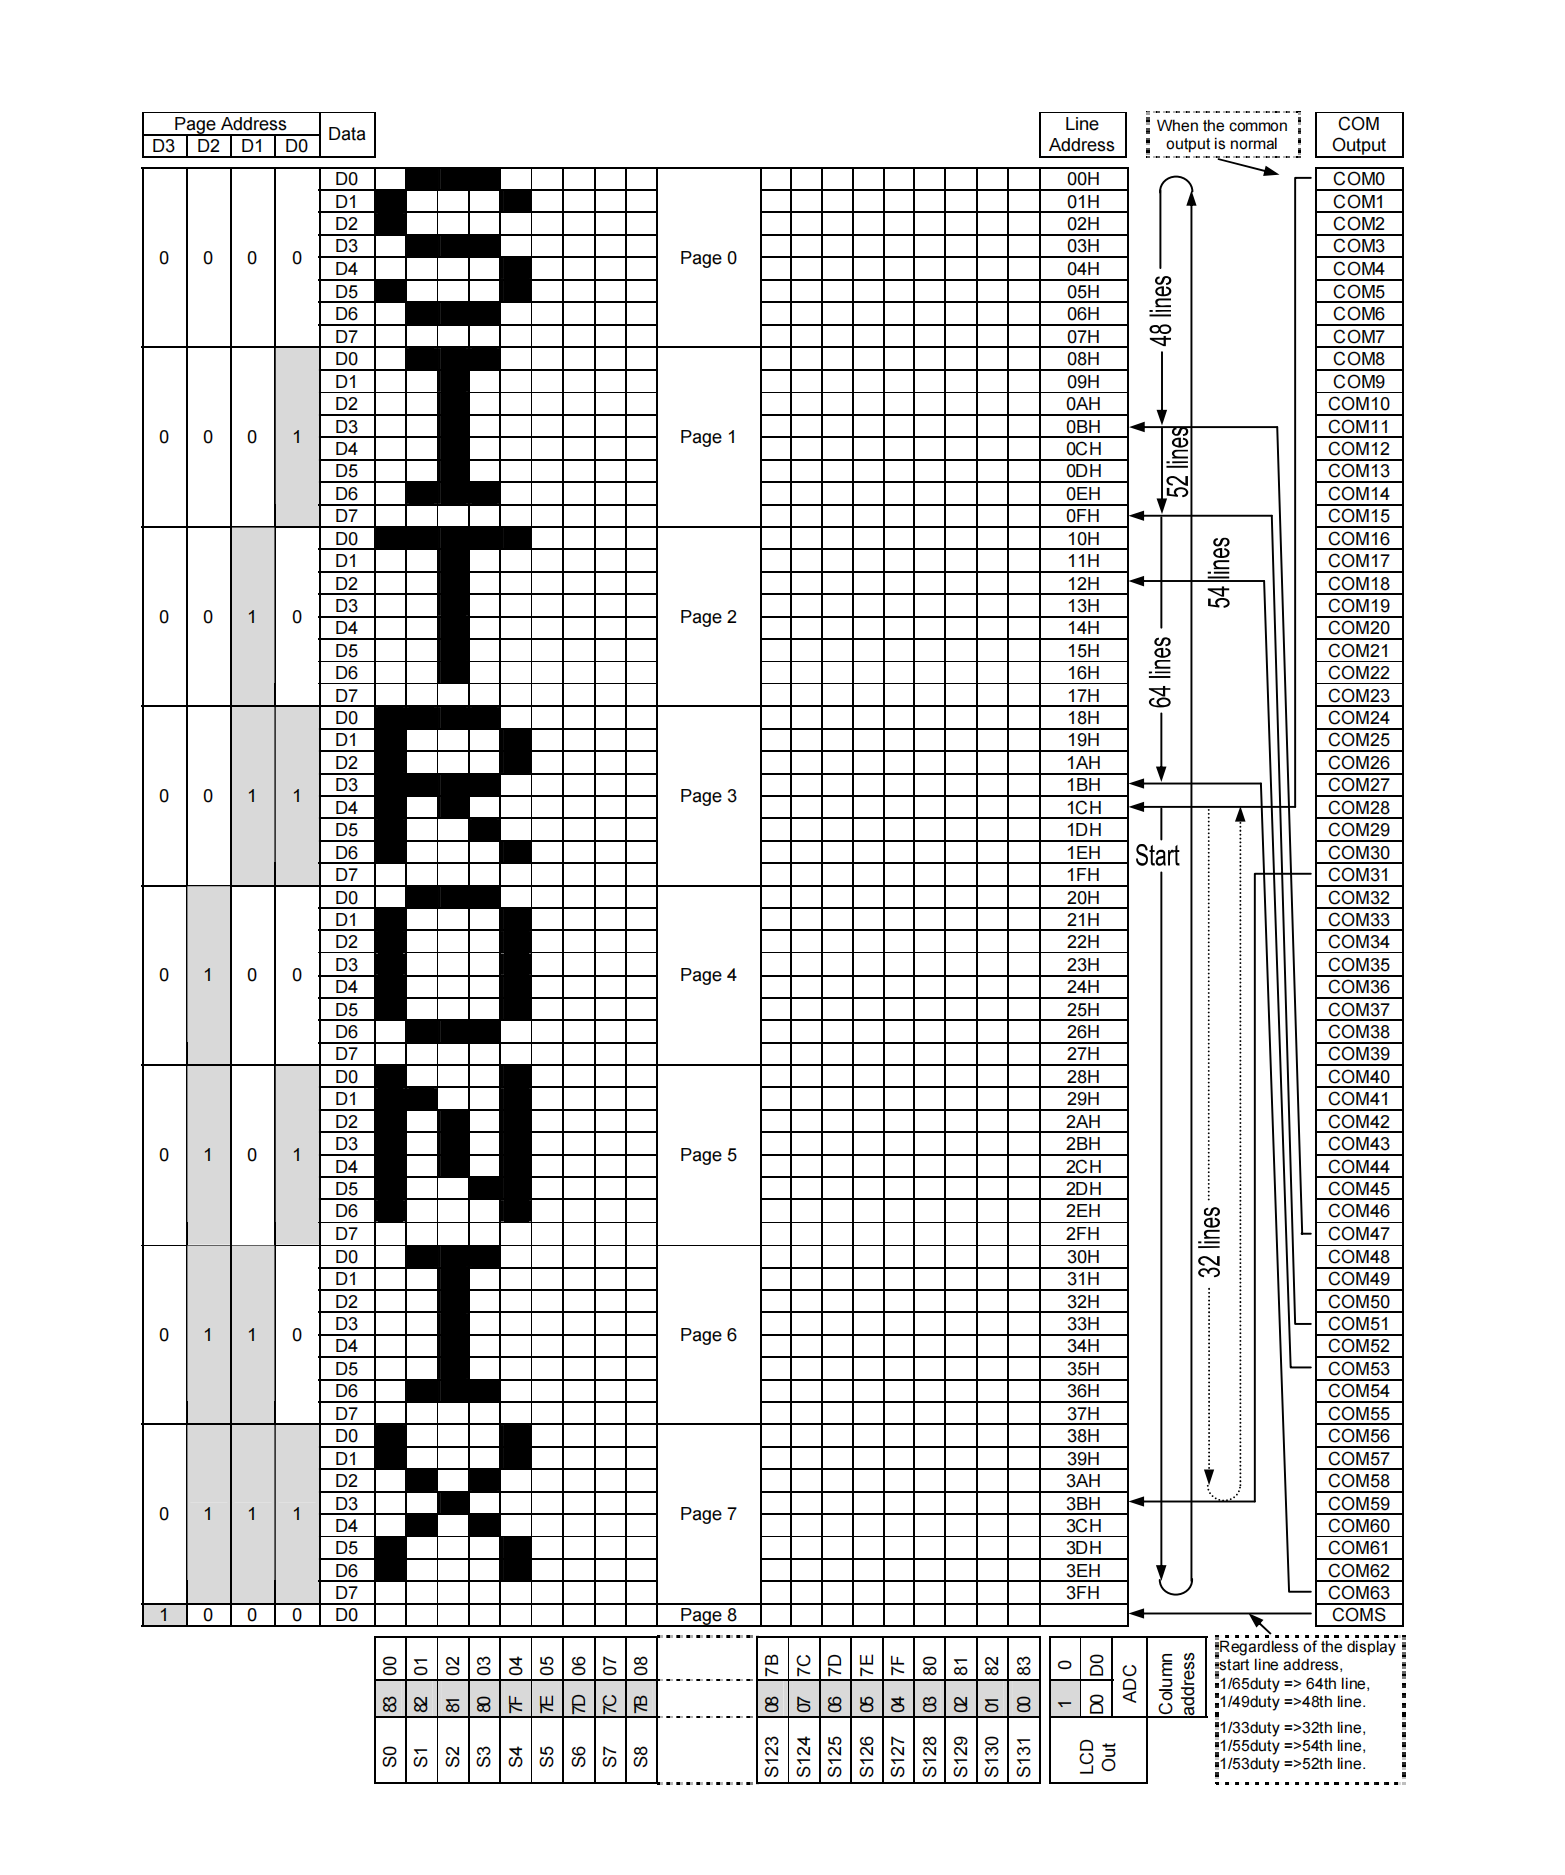 Page Address Data Line Address When the common output is normal COM Output
D3 D2 D1 D0
D0 00H COM0
D1 01H COM1
D2 02H COM2
D3 03H COM3
0 0 0 0 Page 0
D4 04H COM4
D5 05H COM5
D6 06H COM6
D7 07H COM7
48 lines
D0 08H COM8
D1 09H COM9
D2 0AH COM10
D3 0BH COM11
0 0 0 1 Page 1
D4 0CH COM12
D5 0DH COM13
D6 0EH COM14
D7 0FH COM15
52 lines
D0 10H COM16
D1 11H COM17
D2 12H COM18
D3 13H COM19
54 lines
0 0 1 0 Page 2
D4 14H COM20
D5 15H COM21
D6 16H COM22
D7 17H COM23
64 lines
D0 18H COM24
D1 19H COM25
D2 1AH COM26
D3 1BH COM27
0 0 1 1 Page 3
D4 1CH COM28
D5 1DH COM29
D6 1EH COM30
Start
D7 1FH COM31
D0 20H COM32
D1 21H COM33
D2 22H COM34
D3 23H COM35
0 1 0 0 Page 4
D4 24H COM36
D5 25H COM37
D6 26H COM38
D7 27H COM39
D0 28H COM40
D1 29H COM41
D2 2AH COM42
D3 2BH COM43
0 1 0 1 Page 5
D4 2CH COM44
D5 2DH COM45
D6 2EH COM46
D7 2FH COM47
32 lines
D0 30H COM48
D1 31H COM49
D2 32H COM50
D3 33H COM51
0 1 1 0 Page 6
D4 34H COM52
D5 35H COM53
D6 36H COM54
D7 37H COM55
D0 38H COM56
D1 39H COM57
D2 3AH COM58
D3 3BH COM59
0 1 1 1 Page 7
D4 3CH COM60
D5 3DH COM61
D6 3EH COM62
D7 3FH COM63
1 0 0 0 D0 Page 8 COMS
00 01 02 03 04 05 06 07 08 7B 7C 7D 7E 7F 80 81 82 83 0 D0
83 82 81 80 7F 7E 7D 7C 7B 08 07 06 05 04 03 02 01 00 1 D0
ADC
Column address
S0 S1 S2 S3 S4 S5 S6 S7 S8 S123 S124 S125 S126 S127 S128 S129 S130 S131
LCD Out
Regardless of the display
start line address,
1/65duty => 64th line,
1/49duty =>48th line.
1/33duty =>32th line,
1/55duty =>54th line,
1/53duty =>52th line.